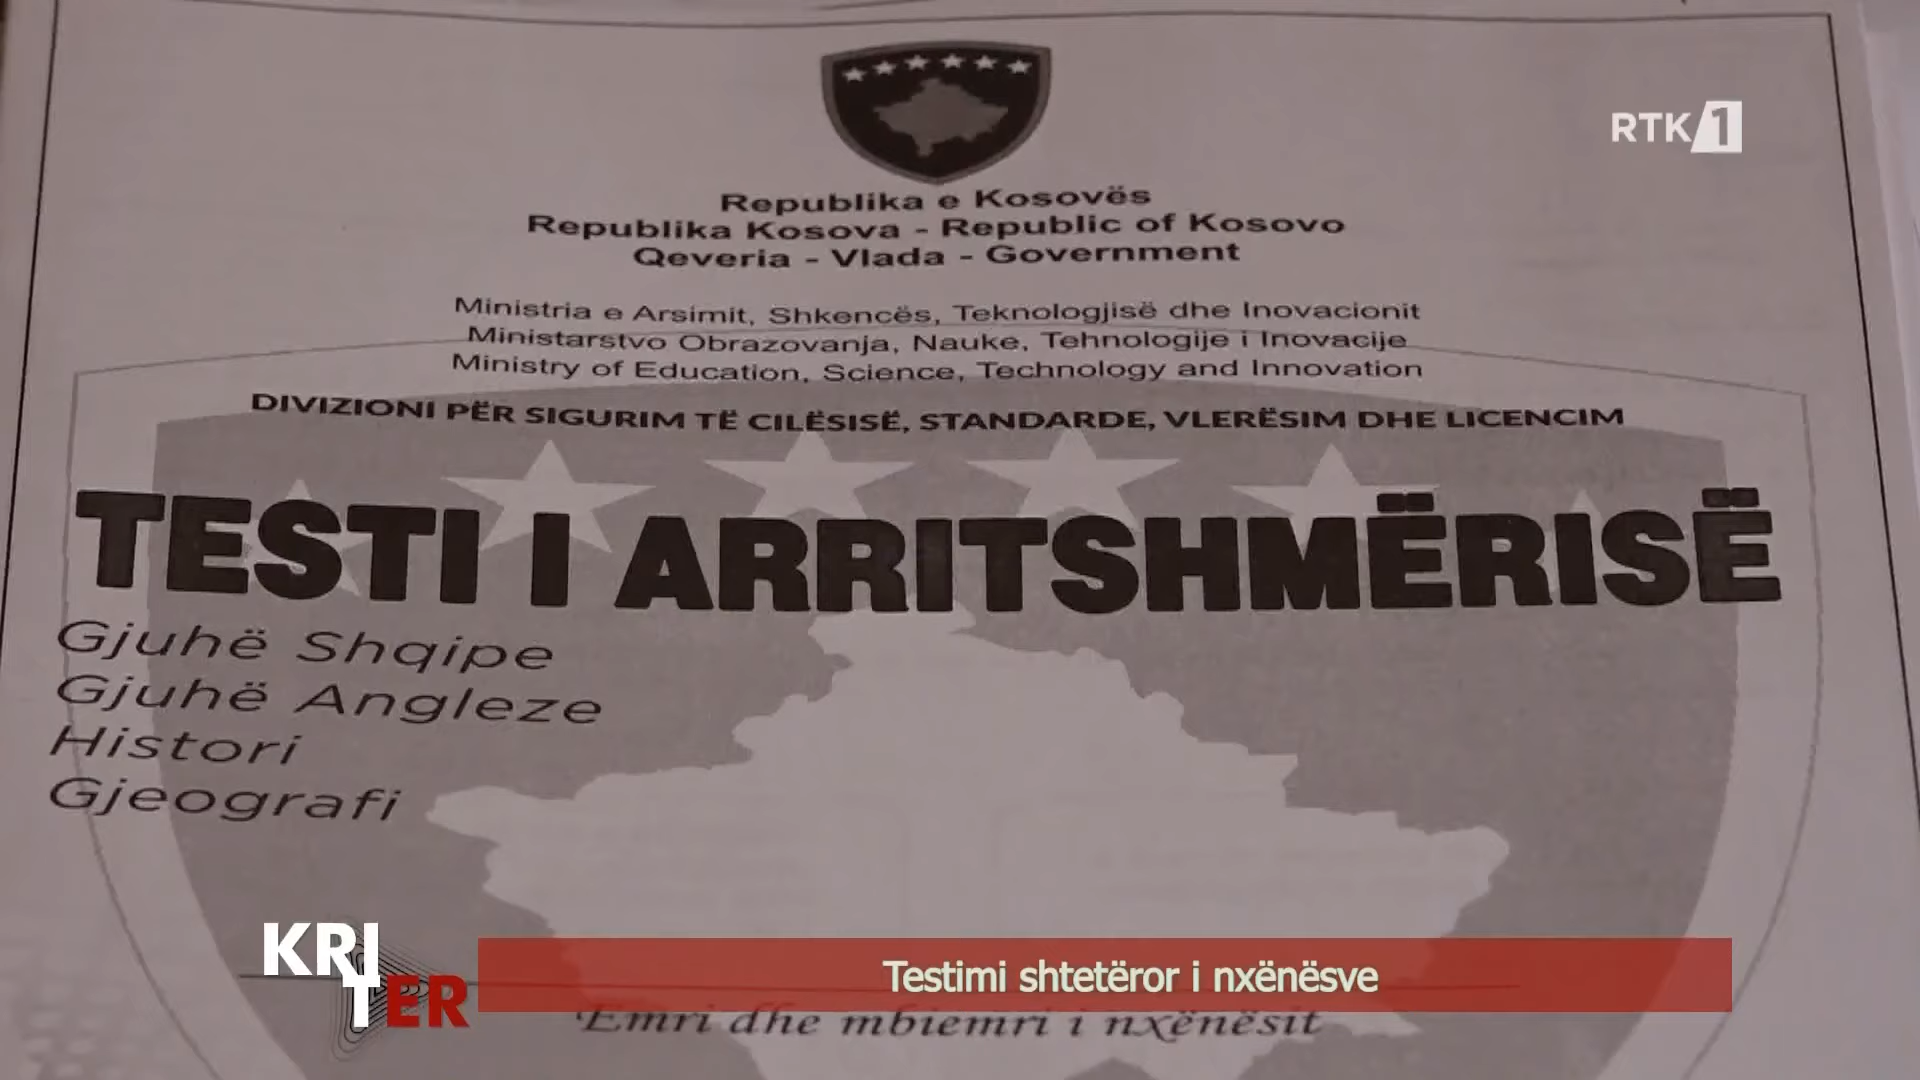 RTK 1
Republika e Kosovës
Republika Kosova - Republic of Kosovo
Qeveria - Vlada - Government
Ministria e Arsimit, Shkencës, Teknologjisë dhe Inovacionit
Ministarstvo Obrazovanja, Nauke, Tehnologije i Inovacije
Ministry of Education, Science, Technology and Innovation
DIVIZIONI PËR SIGURIM TË CILËSISË, STANDARDE, VLERËSIM DHE LICENCIM
TESTI I ARRITSHMËRISË
Gjuhë Shqipe
Gjuhë Angleze
Histori
Gjeografi
KRITER
Testimi shtetëror i nxënësve
Emri dhe mbiemri i nxënësit